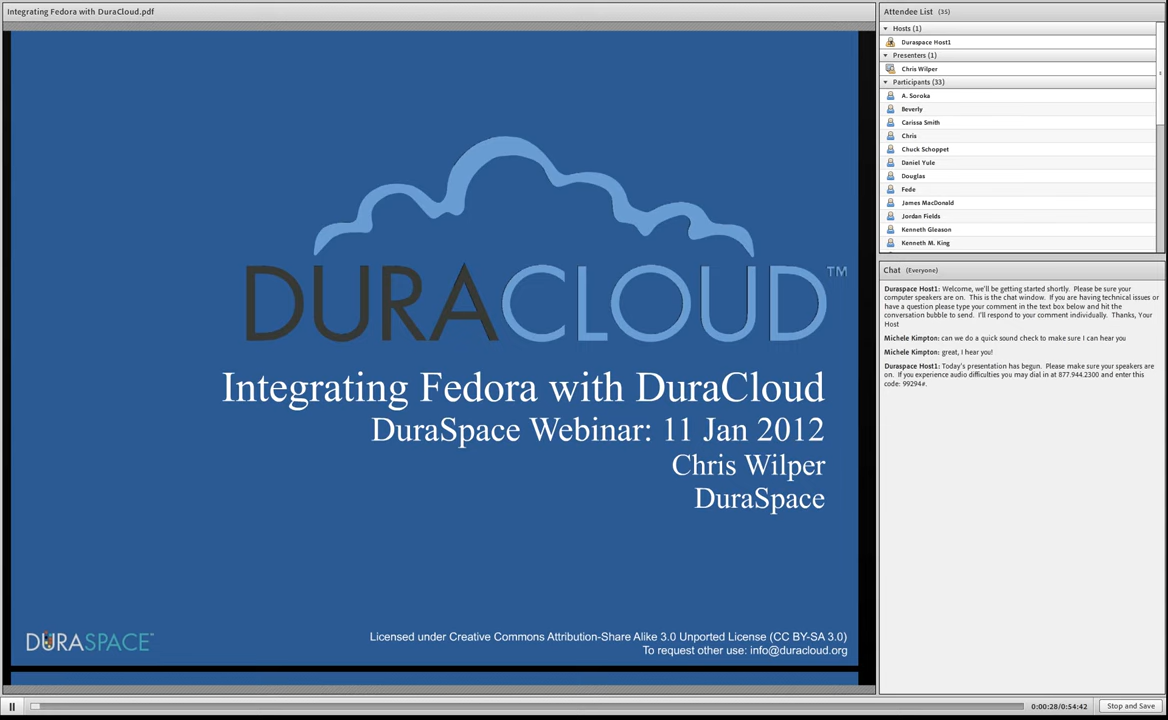 Integrating Fedora with DuraCloud.pdf
DURACLOUD™
Integrating Fedora with DuraCloud
DuraSpace Webinar: 11 Jan 2012
Chris Wilper
DuraSpace
DURASPACE
Licensed under Creative Commons Attribution-Share Alike 3.0 Unported License (CC BY-SA 3.0)
To request other use: info@duracloud.org
Attendee List (35)
Hosts (1)
Duraspace Host1
Presenters (1)
Chris Wilper
Participants (33)
A. Soroka
Beverly
Carissa Smith
Chris
Chuck Schoppet
Daniel Yule
Douglas
Fede
James MacDonald
Jordan Fields
Kenneth Gleason
Kenneth M. King
Chat (Everyone)
Duraspace Host1: Welcome, we'll be getting started shortly. Please be sure your
computer speakers are on. This is the chat window. If you are having technical issues or
have a question please type your comment in the text box below and hit the
conversation bubble to send. I'll respond to your comment individually. Thanks, Your
Host
Michele Kimpton: can we do a quick sound check to make sure I can hear you
Michele Kimpton: great, I hear you!
Duraspace Host1: Today's presentation has begun. Please make sure your speakers are
on. If you experience audio difficulties you may dial in at 877.944.2300 and enter this
code: 99294#.
0:00:28/0:54:42
Stop and Save